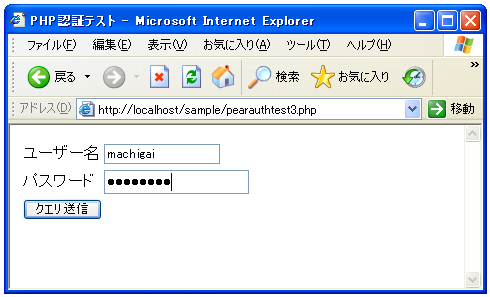 PHP認証テスト - Microsoft Internet Explorer
ファイル(F) 編集(E) 表示(V) お気に入り(A) ツール(T) ヘルプ(H)
戻る 検索 お気に入り »
アドレス(D) http://localhost/sample/pearauthtest3.php 移動
ユーザー名 machigai
パスワード ●●●●●●●●
クエリ送信